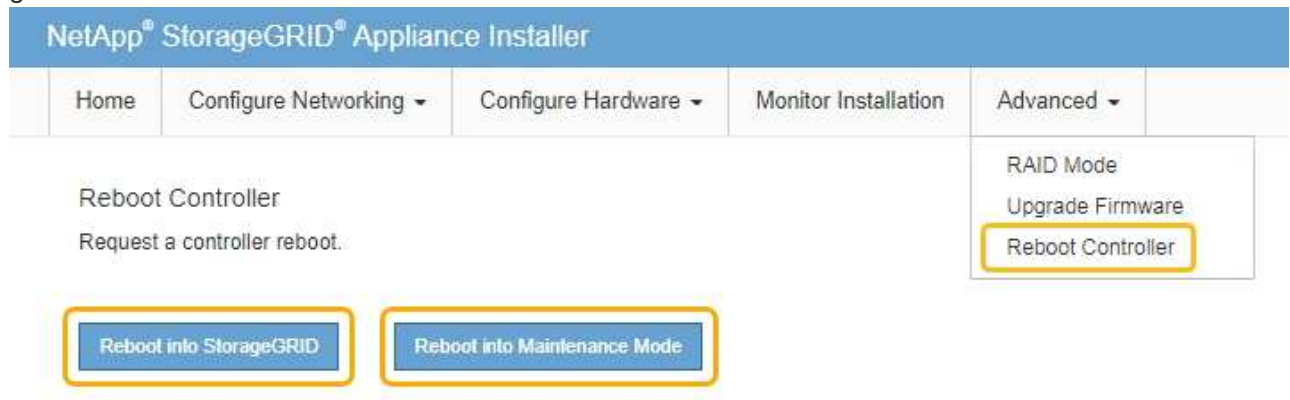 NetApp® StorageGRID® Appliance Installer
Home Configure Networking Configure Hardware Monitor Installation Advanced
RAID Mode
Upgrade Firmware
Reboot Controller
Reboot Controller
Request a controller reboot.
Reboot into StorageGRID Reboot into Maintenance Mode